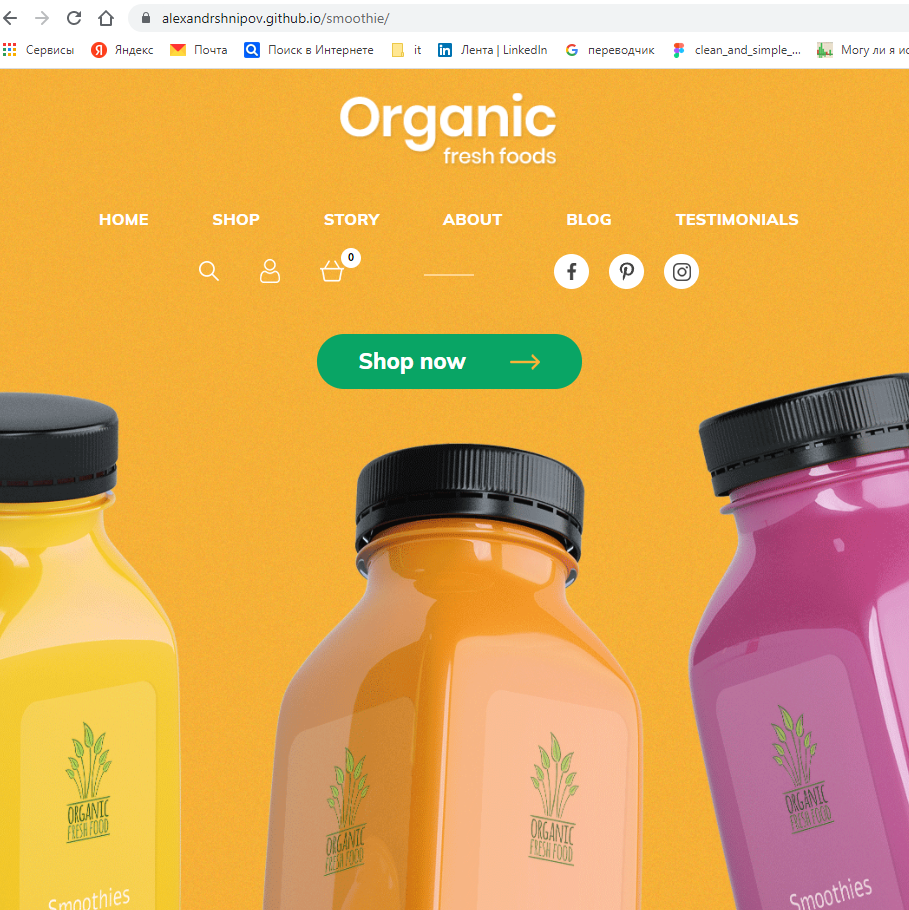 alexandrshnipov.github.io/smoothie/
Сервисы Яндекс Почта Поиск в Интернете it Лента | LinkedIn переводчик clean_and_simple_... Могу ли я ис
Organic
fresh foods
HOME SHOP STORY ABOUT BLOG TESTIMONIALS
0
Shop now
ORGANIC
FRESH FOOD
Smoothies
ORGANIC
FRESH FOOD
ORGANIC
FRESH FOOD
ORGANIC
FRESH FOOD
Smoothies